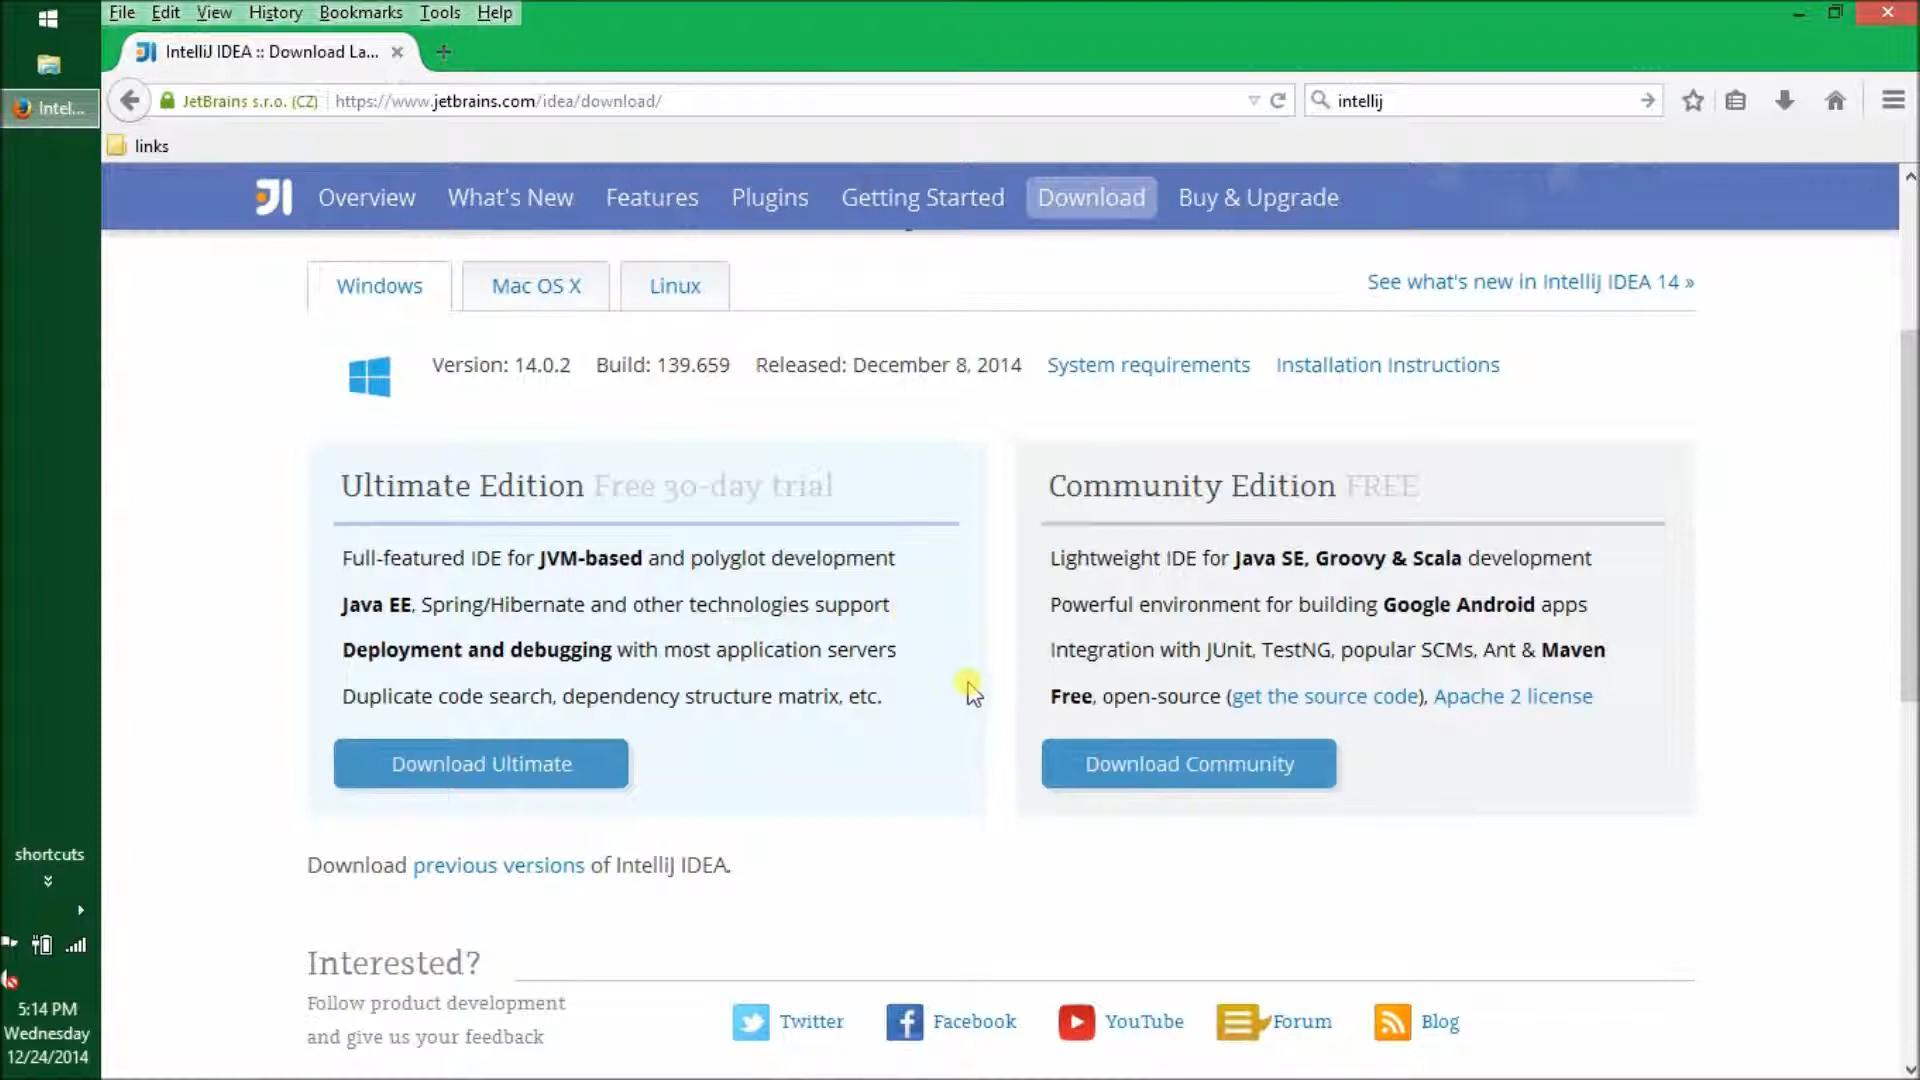 File Edit View History Bookmarks Tools Help
IntelliJ IDEA :: Download La...
Intel...
JetBrains s.r.o. (CZ) https://www.jetbrains.com/idea/download/
intellij
links
Overview What's New Features Plugins Getting Started Download Buy & Upgrade
Windows Mac OS X Linux
See what's new in IntelliJ IDEA 14 »
Version: 14.0.2 Build: 139.659 Released: December 8, 2014 System requirements Installation Instructions
Ultimate Edition Free 30-day trial
Full-featured IDE for JVM-based and polyglot development
Java EE, Spring/Hibernate and other technologies support
Deployment and debugging with most application servers
Duplicate code search, dependency structure matrix, etc.
Download Ultimate
Community Edition FREE
Lightweight IDE for Java SE, Groovy & Scala development
Powerful environment for building Google Android apps
Integration with JUnit, TestNG, popular SCMs, Ant & Maven
Free, open-source (get the source code), Apache 2 license
Download Community
Download previous versions of IntelliJ IDEA.
Interested?
Follow product development
and give us your feedback
Twitter Facebook YouTube Forum Blog
shortcuts
5:14 PM
Wednesday
12/24/2014